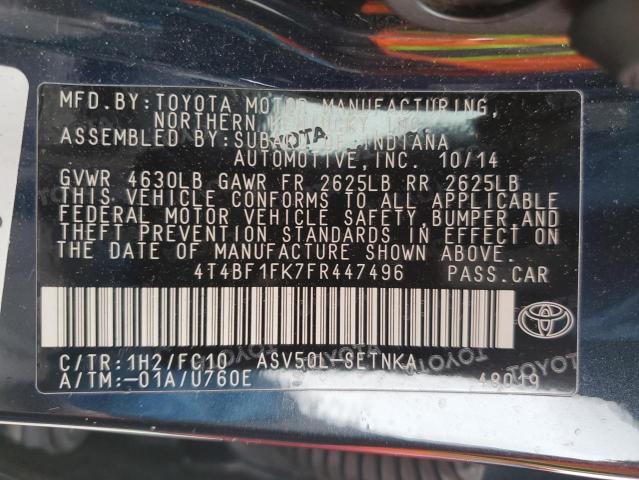 MFD.BY:TOYOTA MOTOR MANUFACTURING,
NORTHERN KENTUCKY, INC.
ASSEMBLED BY:SUBARU OF INDIANA
AUTOMOTIVE,INC. 10/14
GVWR 4630LB GAWR FR 2625LB RR 2625LB
THIS VEHICLE CONFORMS TO ALL APPLICABLE
FEDERAL MOTOR VEHICLE SAFETY, BUMPER AND
THEFT PREVENTION STANDARDS IN EFFECT ON
THE DATE OF MANUFACTURE SHOWN ABOVE.
4T4BF1FK7FR447496 PASS.CAR
C/TR:1H2/FC10 ASV50L-SETNKA
A/TM:-01A/U760E 48019